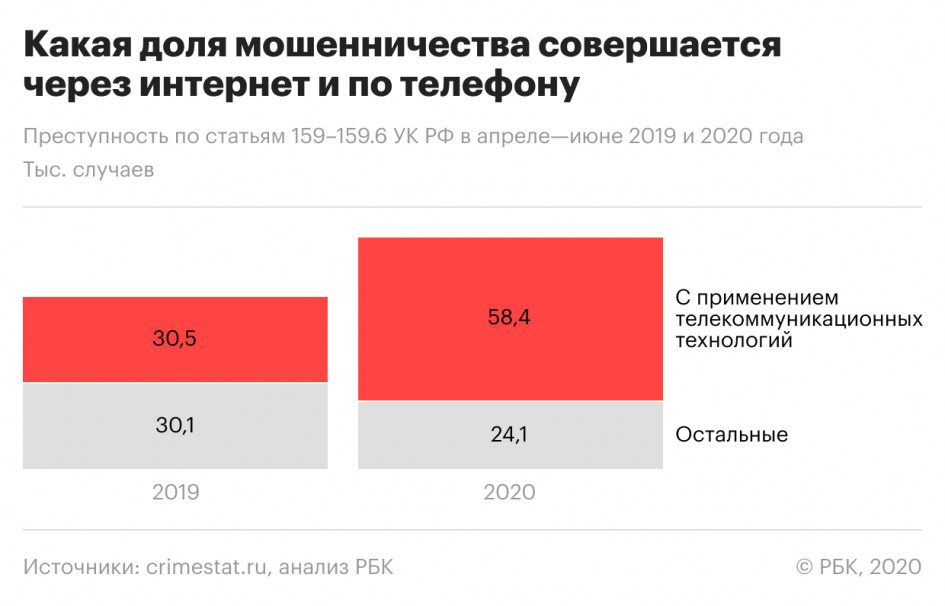 Какая доля мошенничества совершается
через интернет и по телефону
Преступность по статьям 159–159.6 УК РФ в апреле—июне 2019 и 2020 года
Тыс. случаев
30,5
30,1
2019
58,4
24,1
2020
С применением
телекоммуникационных
технологий
Остальные
Источники: crimestat.ru, анализ РБК
© РБК, 2020